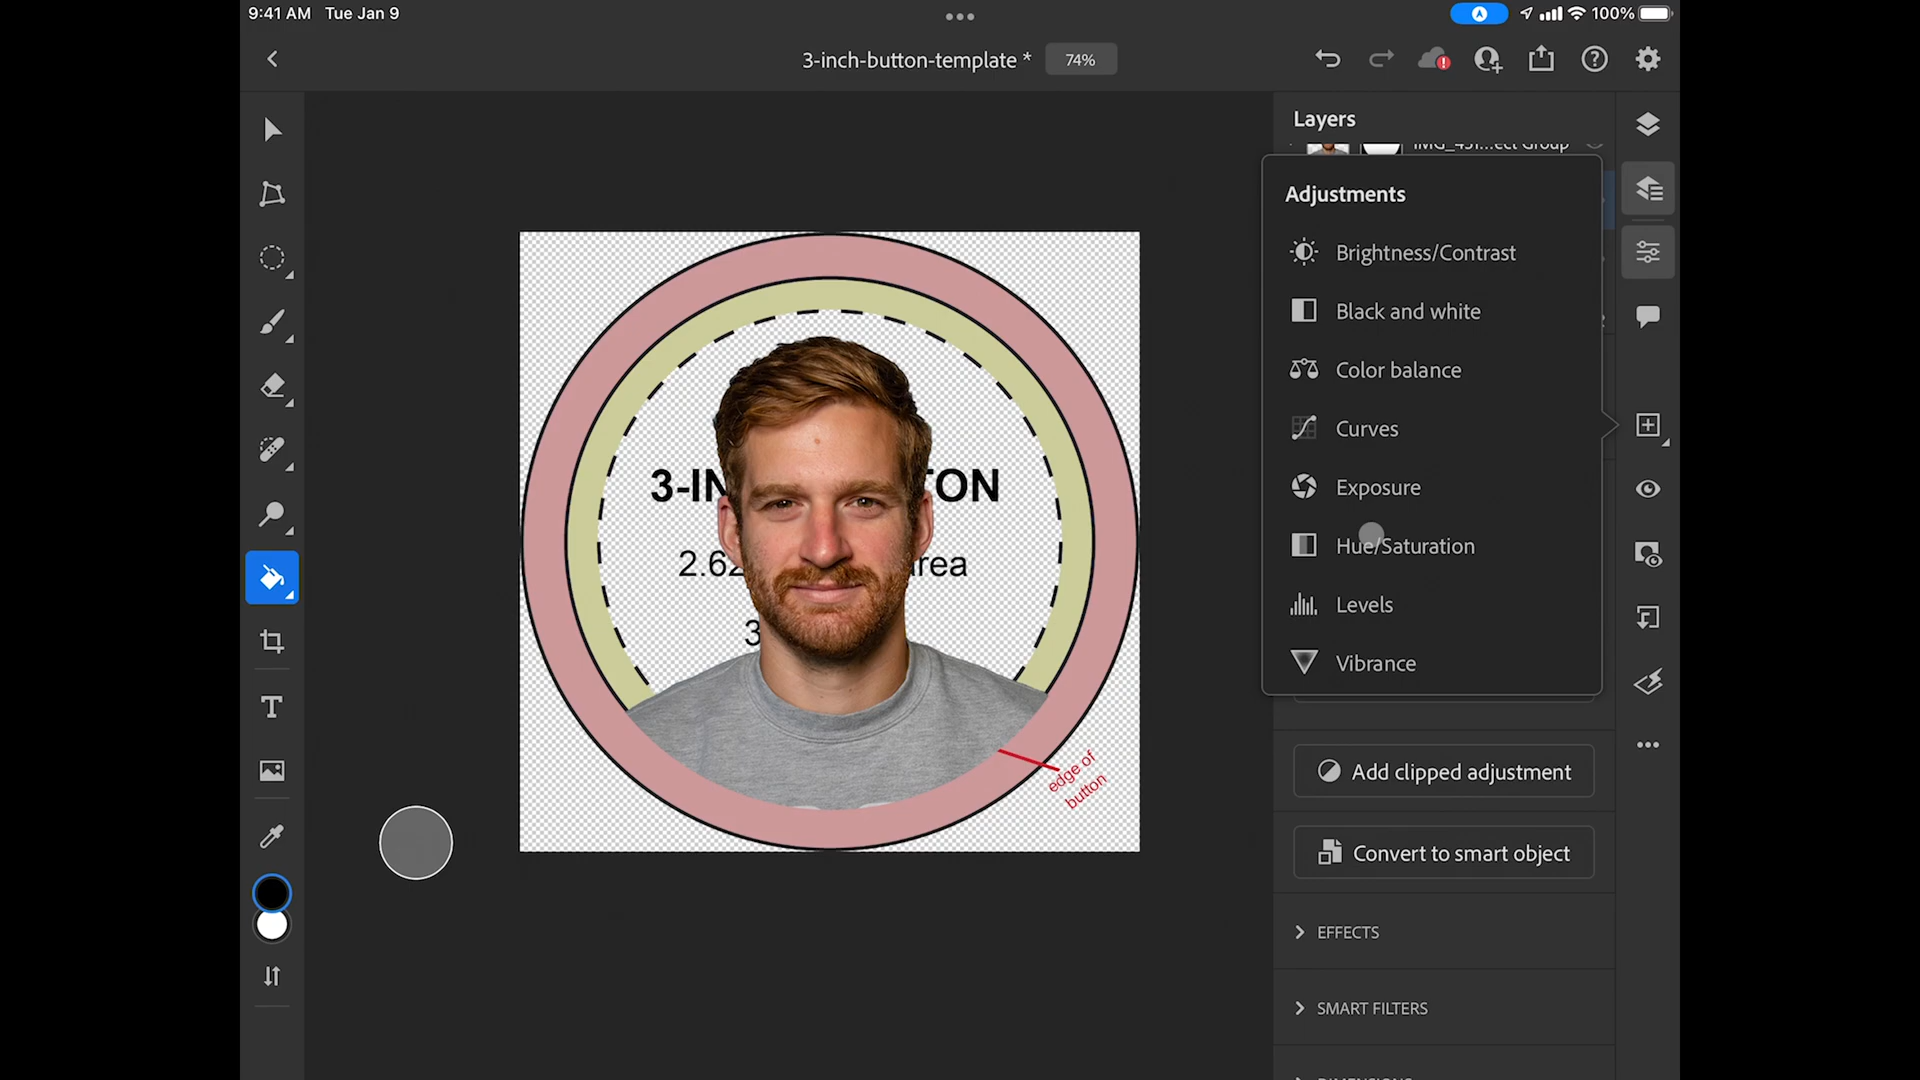 9:41 AM Tue Jan 9
100%
3-inch-button-template *
74%
Layers
Adjustments
Brightness/Contrast
Black and white
Color balance
Curves
Exposure
Hue/Saturation
Levels
Vibrance
3-IN
TON
2.62
area
3
edge of
button
Add clipped adjustment
Convert to smart object
EFFECTS
SMART FILTERS